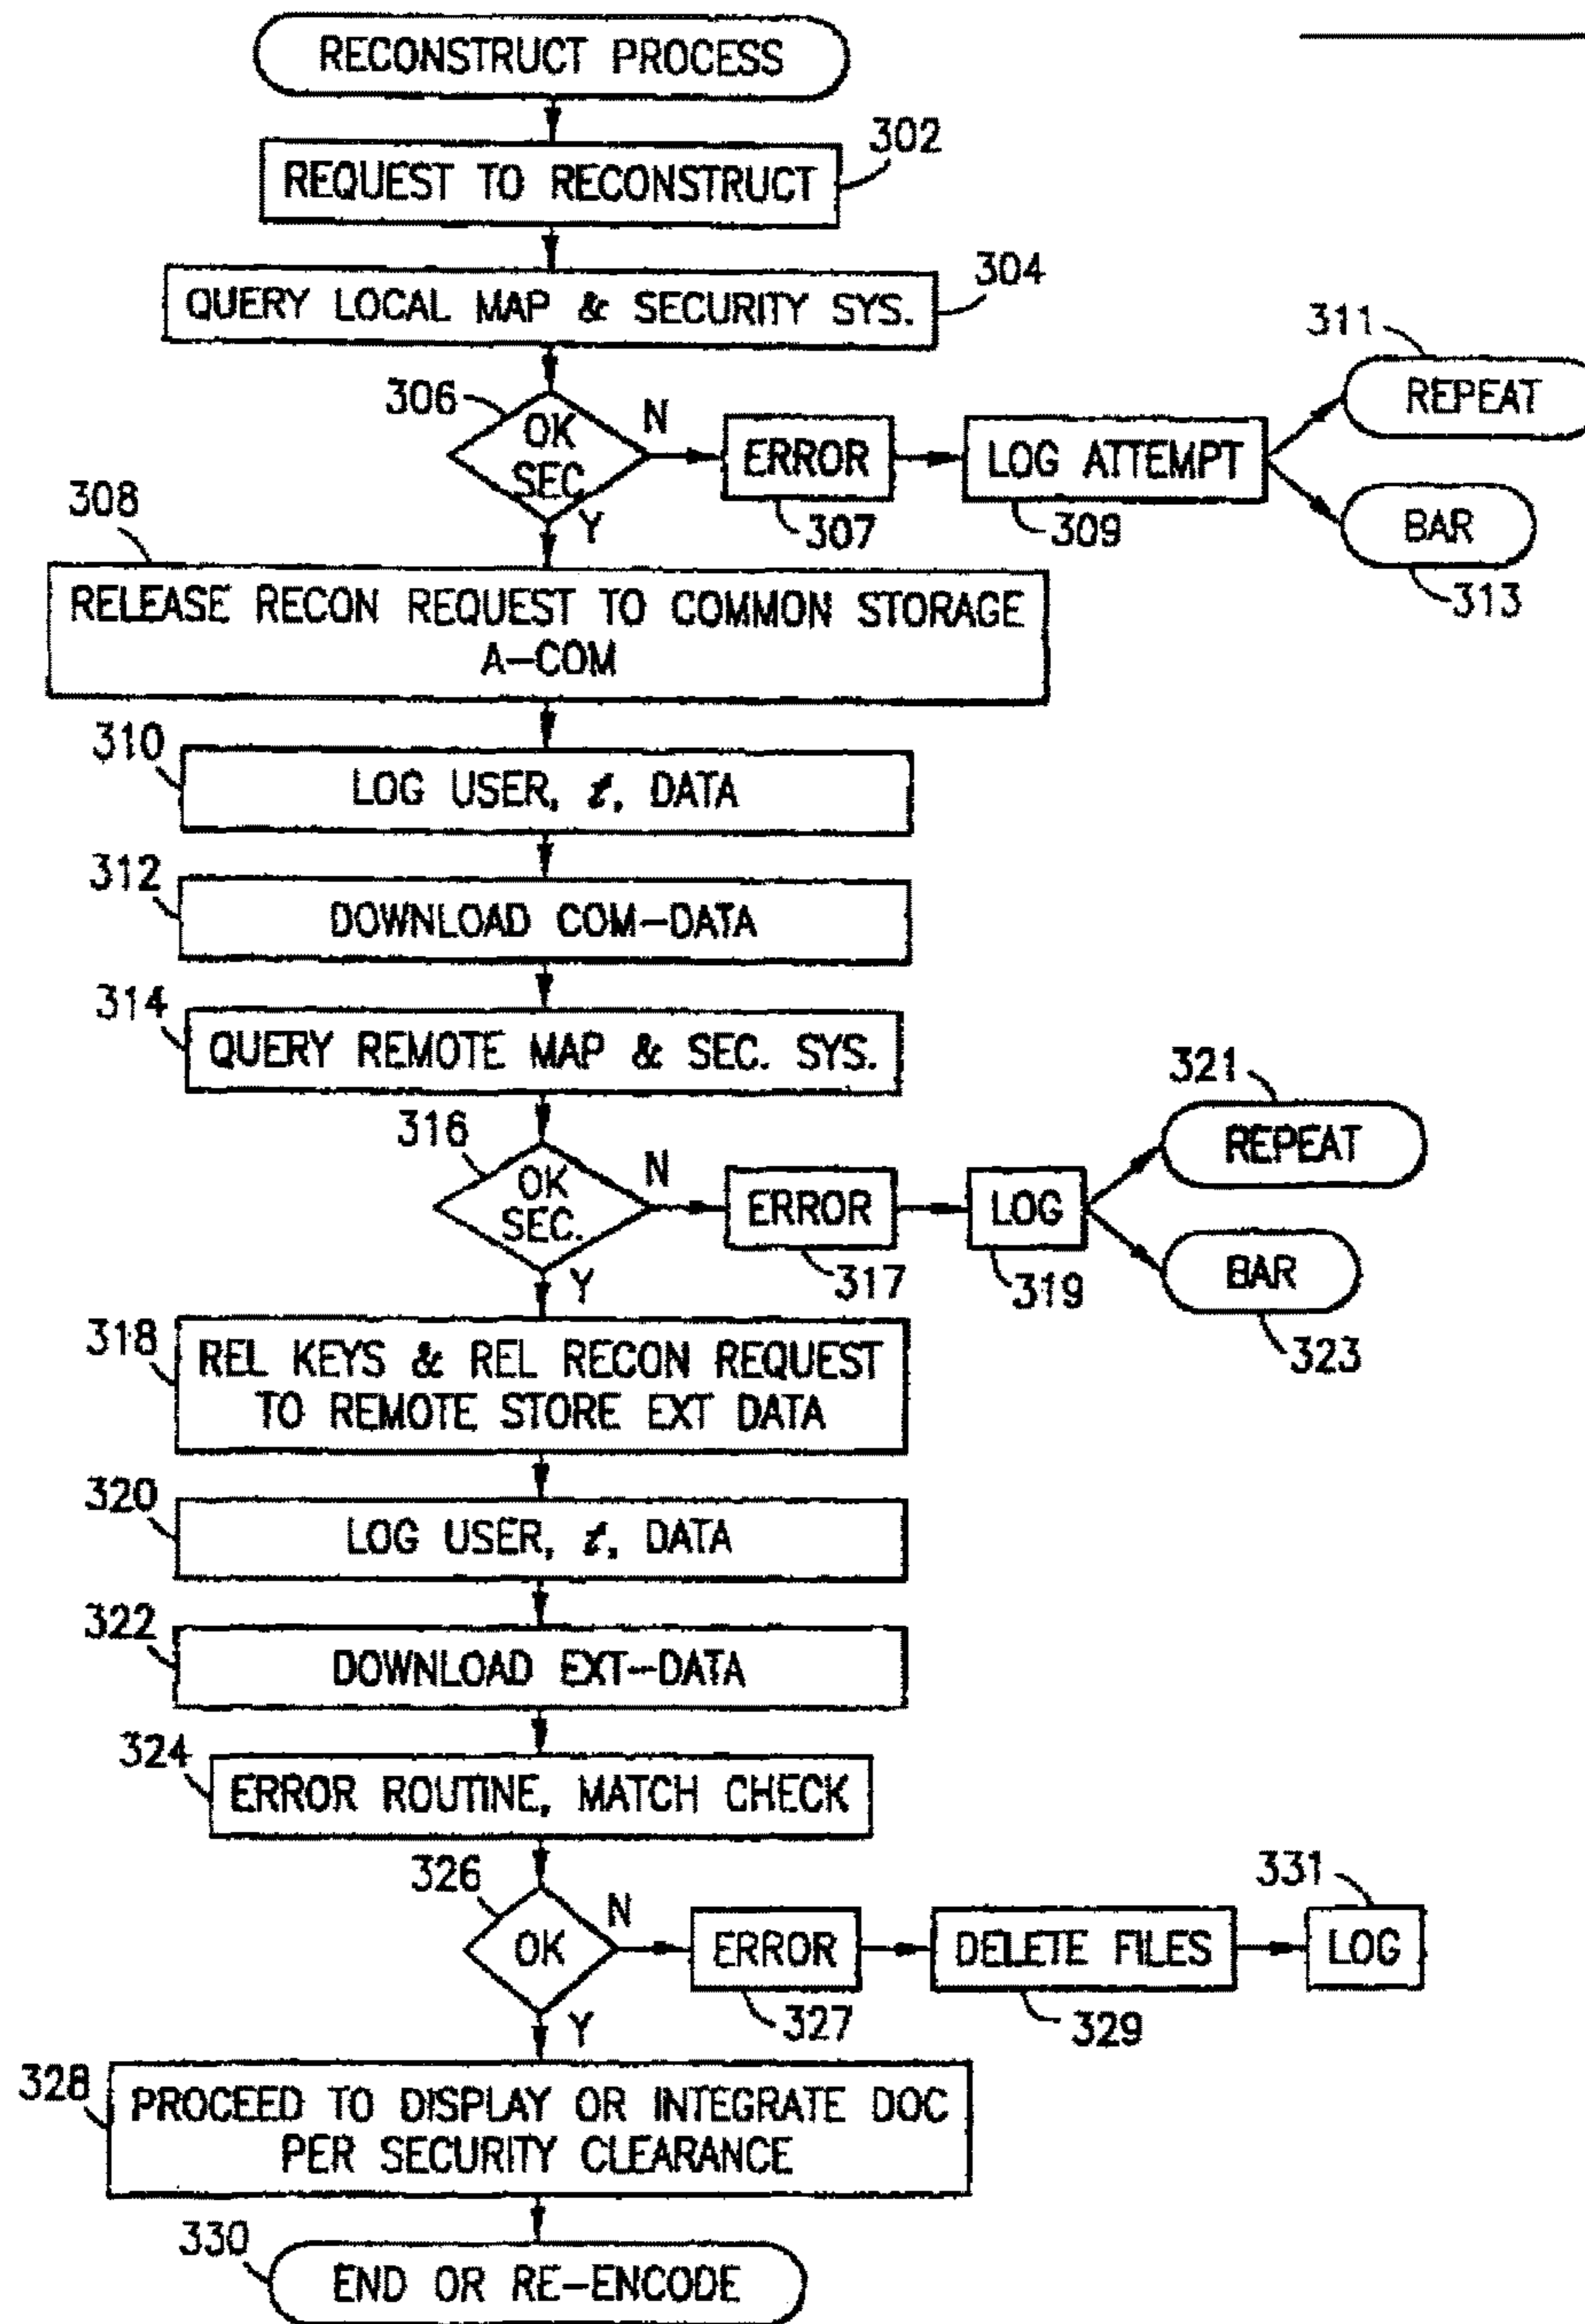 RECONSTRUCT PROCESS
302
REQUEST TO RECONSTRUCT
304
QUERY LOCAL MAP & SECURITY SYS.
311
REPEAT
306
OK
SEC
N
Y
ERROR
307
LOG ATTEMPT
309
BAR
313
308
RELEASE RECON REQUEST TO COMMON STORAGE
A-COM
310
LOG USER, t, DATA
312
DOWNLOAD COM-DATA
314
QUERY REMOTE MAP & SEC. SYS.
321
REPEAT
316
OK
SEC.
N
Y
ERROR
317
LOG
319
BAR
323
318
REL KEYS & REL RECON REQUEST
TO REMOTE STORE EXT DATA
320
LOG USER, t, DATA
322
DOWNLOAD EXT-DATA
324
ERROR ROUTINE, MATCH CHECK
326
OK
N
Y
ERROR
327
DELETE FILES
329
331
LOG
328
PROCEED TO DISPLAY OR INTEGRATE DOC
PER SECURITY CLEARANCE
330
END OR RE-ENCODE